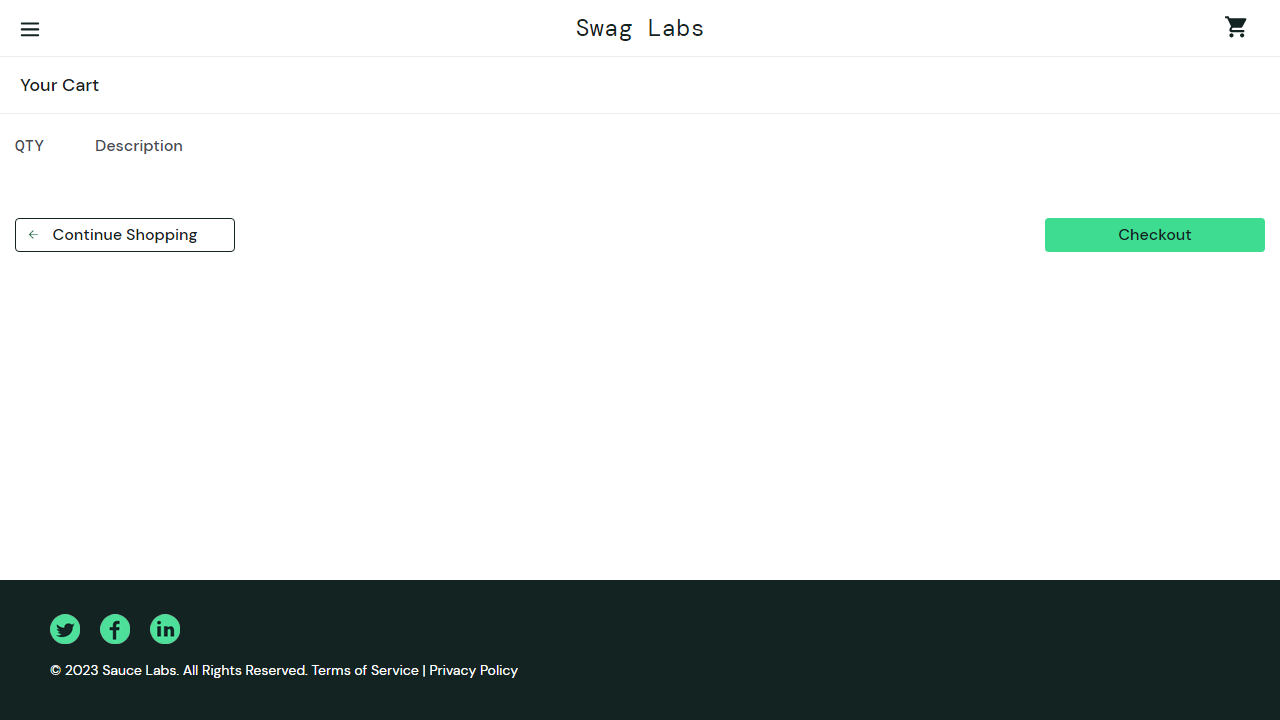 Swag Labs
Your Cart
QTY Description
Continue Shopping Checkout
© 2023 Sauce Labs. All Rights Reserved. Terms of Service | Privacy Policy